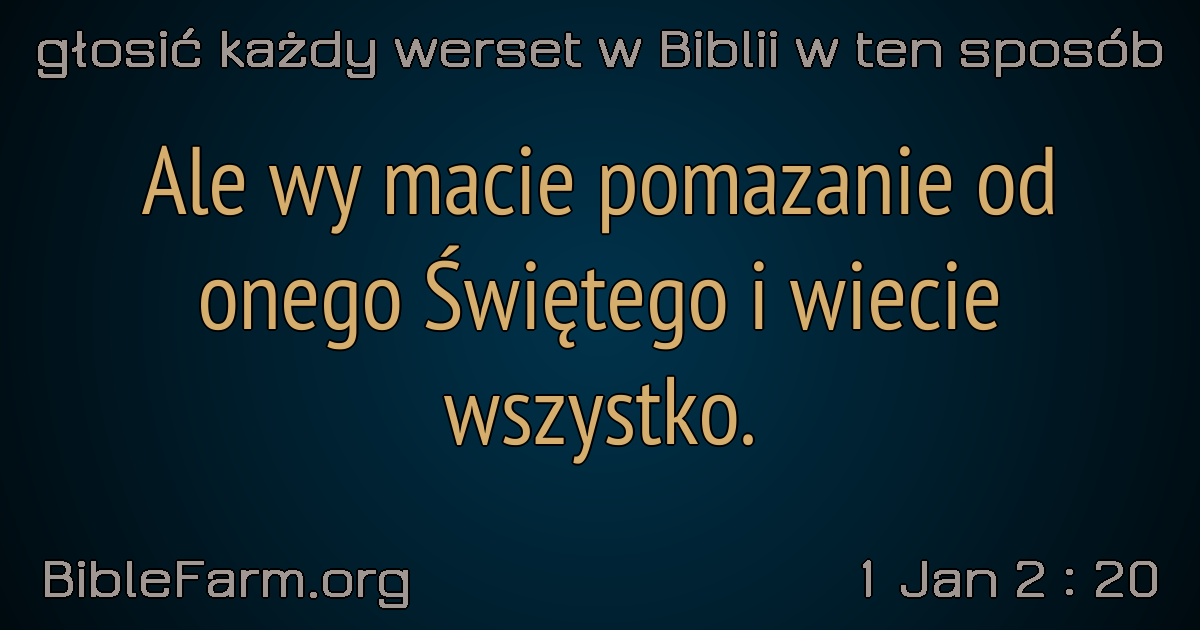 głosić każdy werset w Biblii w ten sposób
Ale wy macie pomazanie od
onego Świętego i wiecie
wszystko.
BibleFarm.org
1 Jan 2 : 20